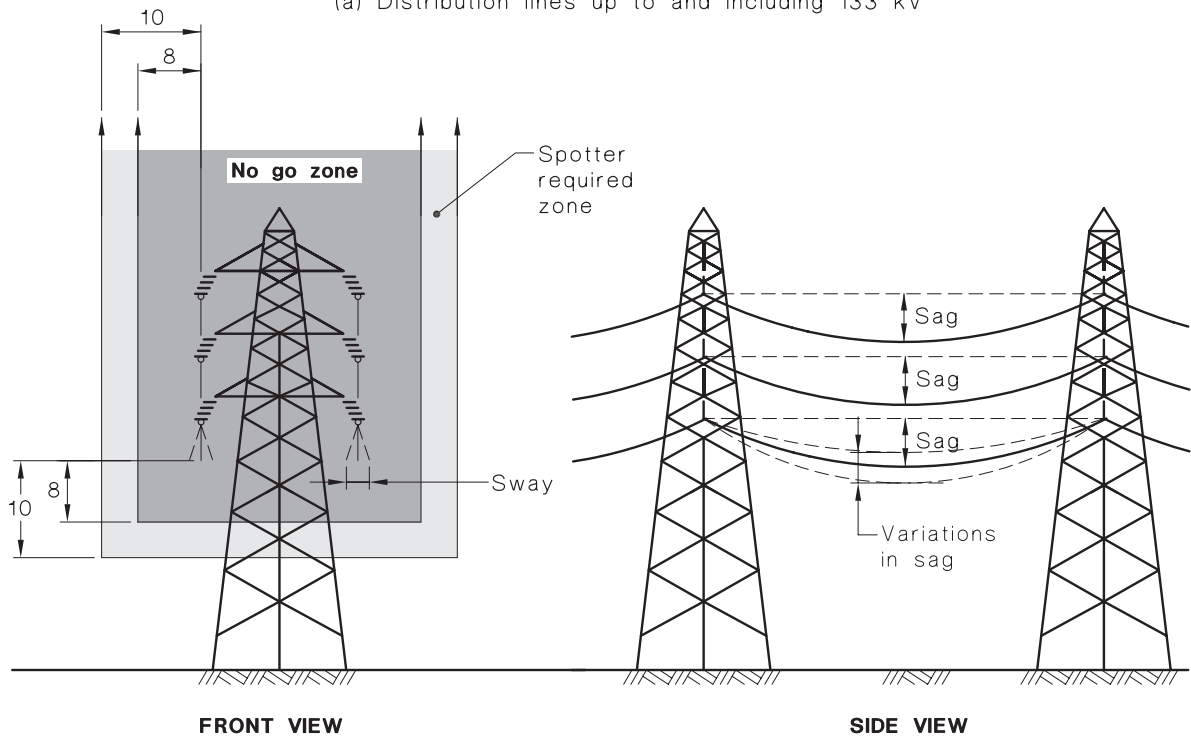 (a) Distribution lines up to and including 133 kV
10
8
No go zone
Spotter
required
zone
Sag
Sag
Sag
8
10
Sway
Variations
in sag
FRONT VIEW
SIDE VIEW